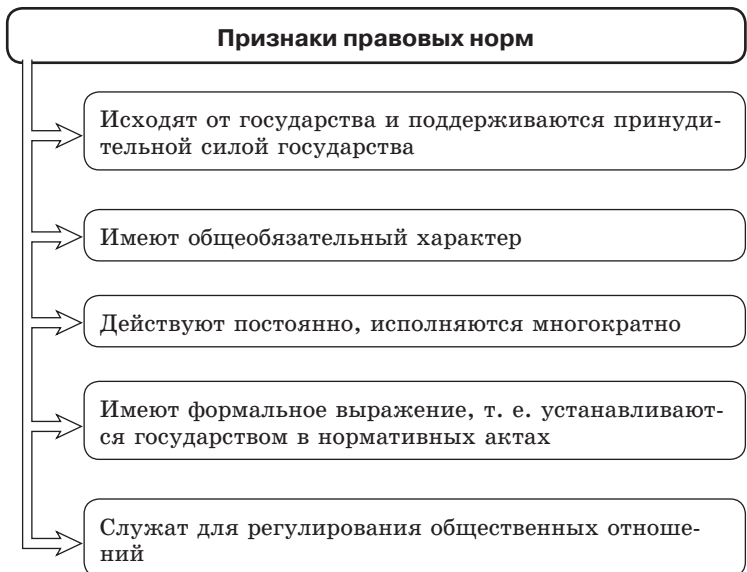 Признаки правовых норм
Исходят от государства и поддерживаются принуди-
тельной силой государства
Имеют общеобязательный характер
Действуют постоянно, исполняются многократно
Имеют формальное выражение, т. е. устанавливают-
ся государством в нормативных актах
Служат для регулирования общественных отноше-
ний